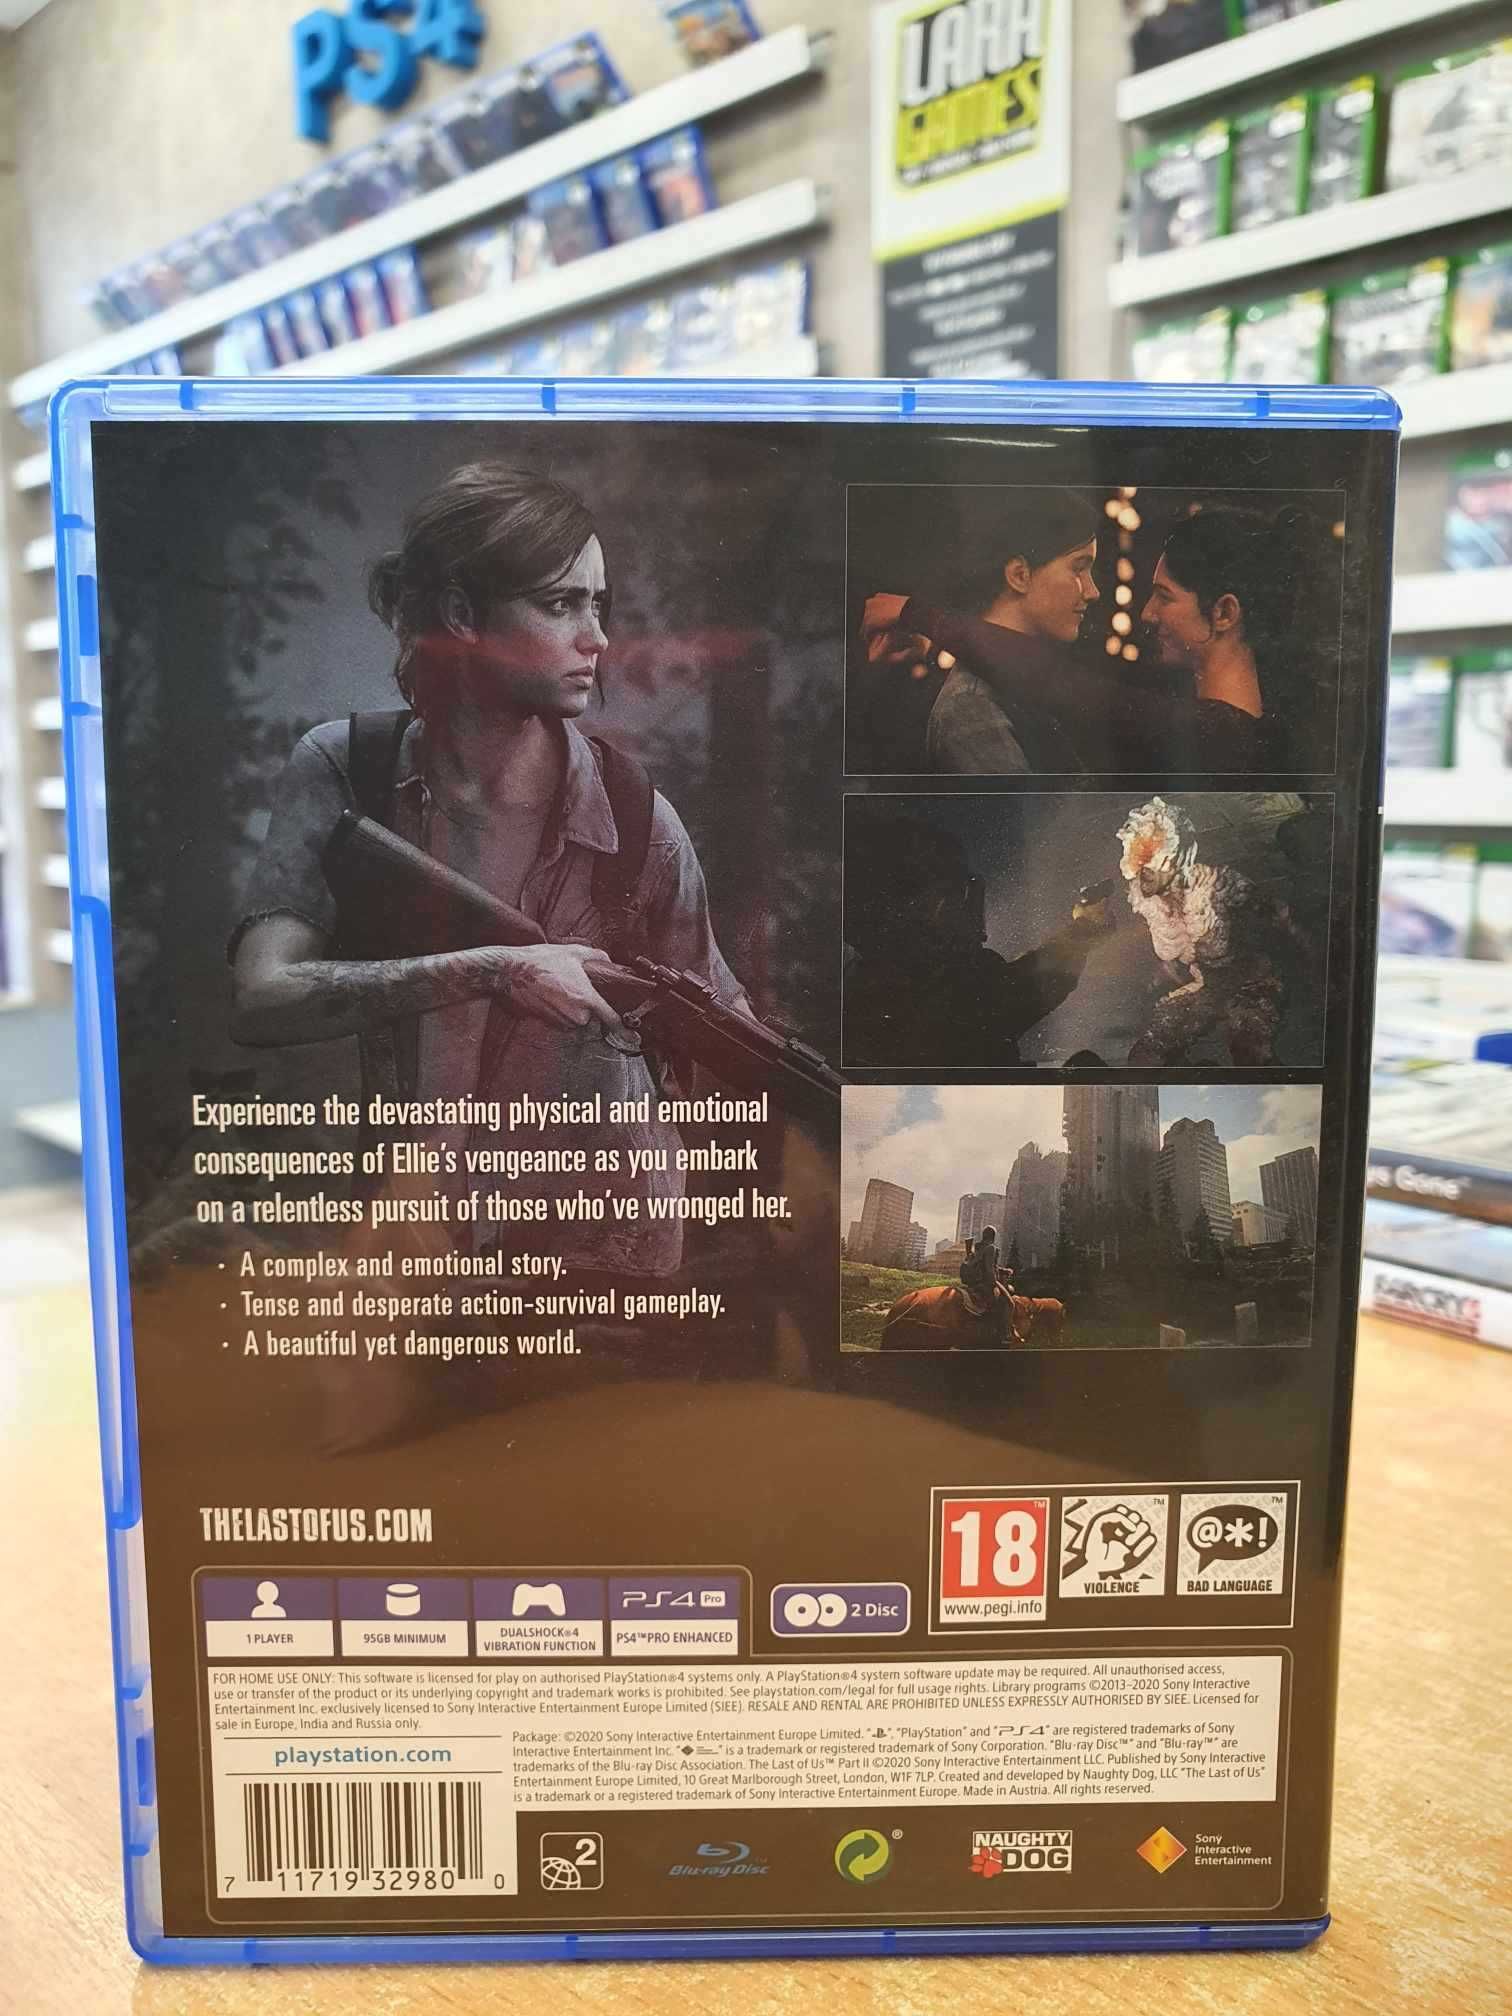 PS4
LARA
GAMES
Experience the devastating physical and emotional
consequences of Ellie's vengeance as you embark
on a relentless pursuit of those who've wronged her.
· A complex and emotional story.
· Tense and desperate action-survival gameplay.
· A beautiful yet dangerous world.
ys Gone
FARCRY
THELASTOFUS.COM
1 PLAYER
95GB MINIMUM
DUALSHOCK®4
VIBRATION FUNCTION
PS4 Pro
PS4™PRO ENHANCED
2 Disc
18™
www.pegi.info
™
VIOLENCE
@*!™
BAD LANGUAGE
FOR HOME USE ONLY: This software is licensed for play on authorised PlayStation®4 systems only. A PlayStation®4 system software update may be required. All unauthorised access,
use or transfer of the product or its underlying copyright and trademark works is prohibited. See playstation.com/legal for full usage rights. Library programs ©2013-2020 Sony Interactive
Entertainment Inc. exclusively licensed to Sony Interactive Entertainment Europe Limited (SIEE). RESALE AND RENTAL ARE PROHIBITED UNLESS EXPRESSLY AUTHORISED BY SIEE. Licensed for
sale in Europe, India and Russia only.
playstation.com
Package: ©2020 Sony Interactive Entertainment Europe Limited. "", "PlayStation" and "PS4" are registered trademarks of Sony
Interactive Entertainment Inc. "" is a trademark or registered trademark of Sony Corporation. "Blu-ray Disc™" and "Blu-ray™" are
trademarks of the Blu-ray Disc Association. The Last of Us™ Part II ©2020 Sony Interactive Entertainment LLC. Published by Sony Interactive
Entertainment Europe Limited, 10 Great Marlborough Street, London, W1F 7LP. Created and developed by Naughty Dog, LLC "The Last of Us"
is a trademark or a registered trademark of Sony Interactive Entertainment Europe. Made in Austria. All rights reserved.
7 11719 32980 0
2
Blu-ray Disc™
®
NAUGHTY
DOG
Sony
Interactive
Entertainment